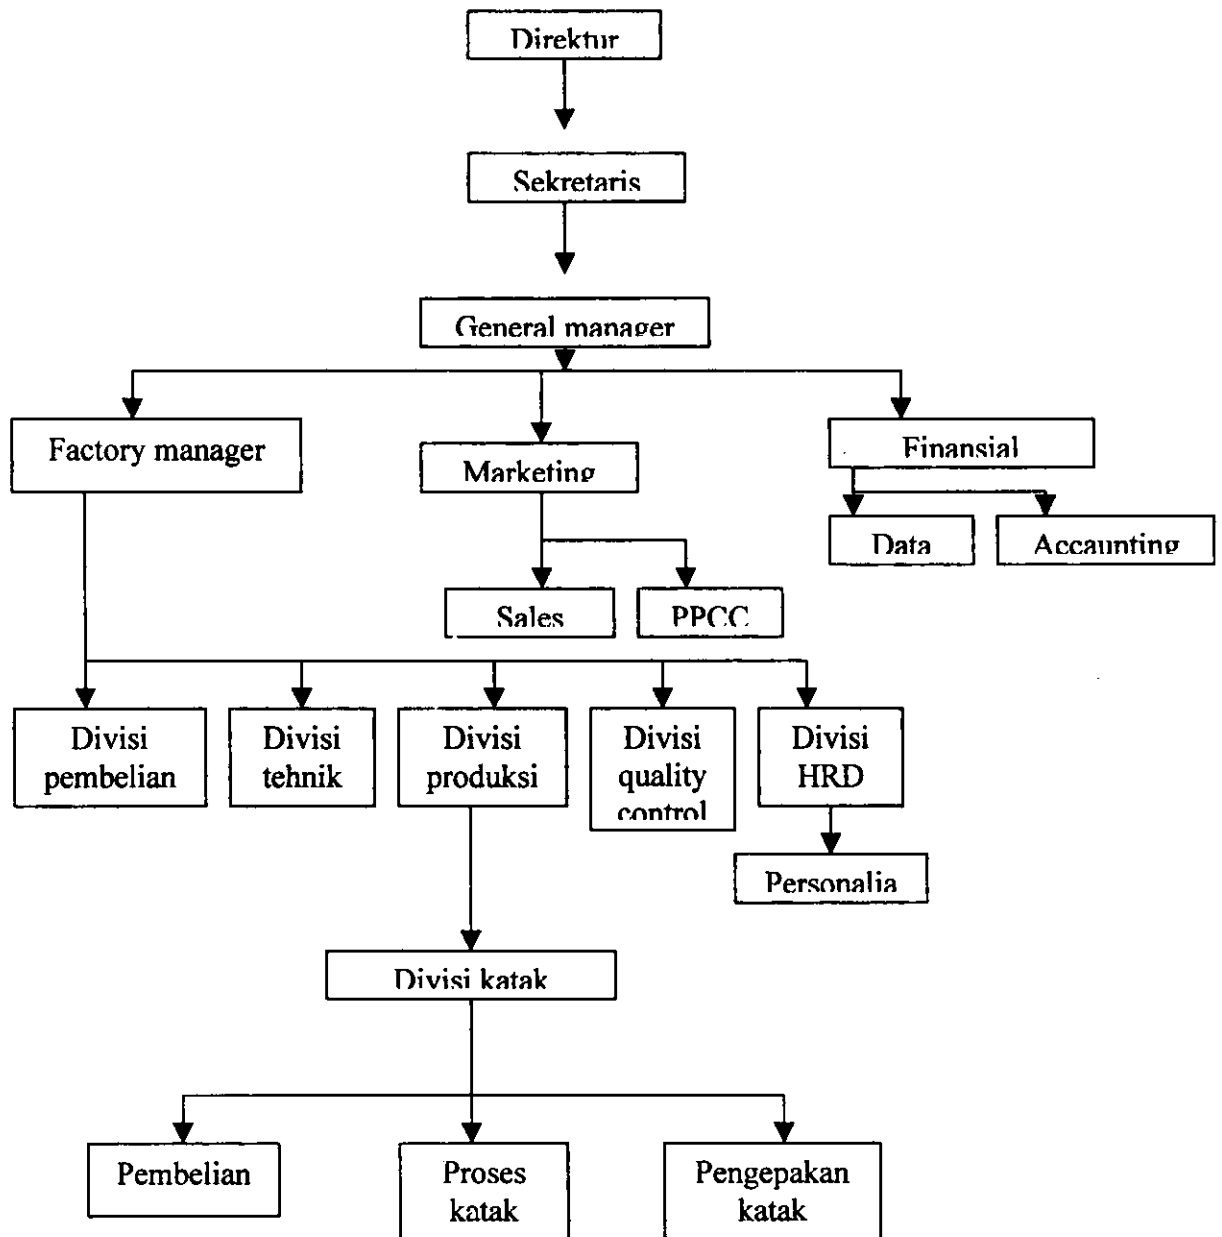 Direktur
Sekretaris
General manager
Factory manager
Marketing
Finansial
Data
Accaunting
Sales
PPCC
Divisi
pembelian
Divisi
tehnik
Divisi
produksi
Divisi
quality
control
Divisi
HRD
Personalia
Divisi katak
Pembelian
Proses
katak
Pengepakan
katak